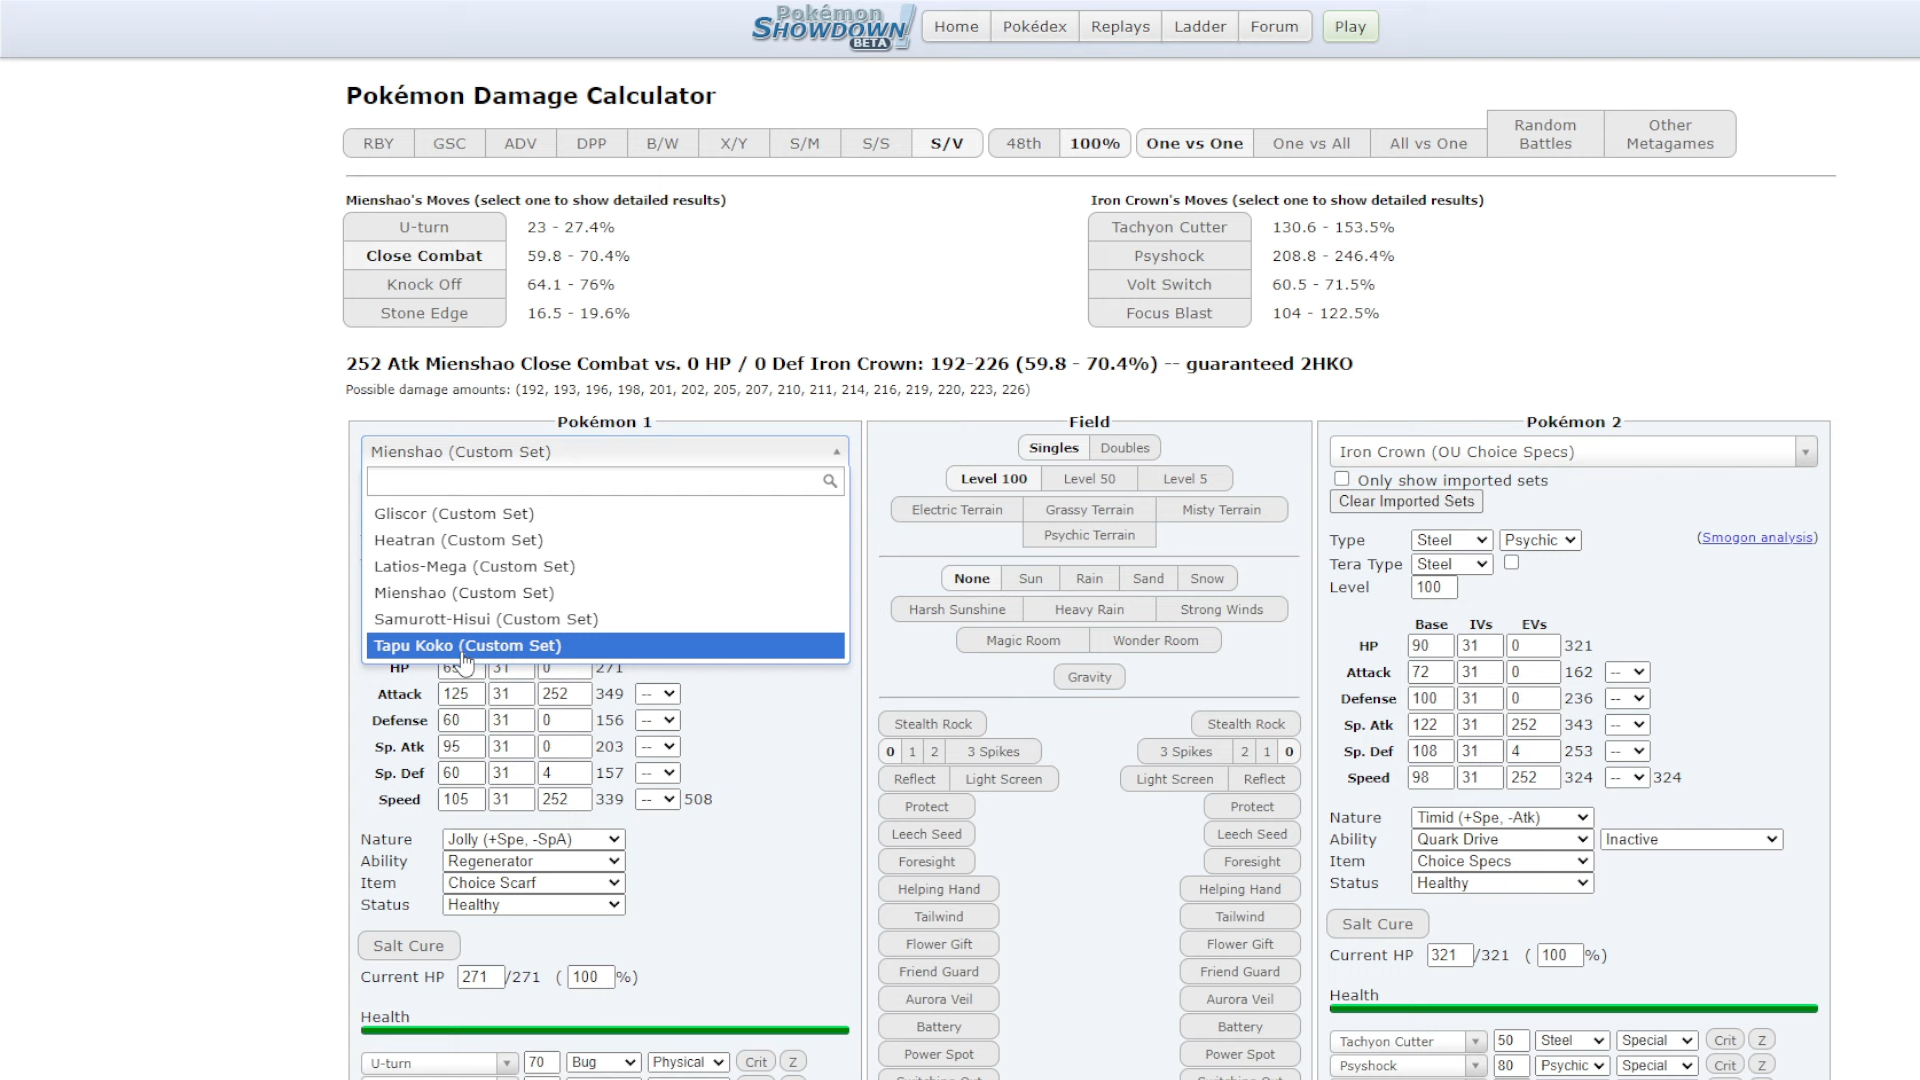 Pokémon
SHOWDOWN!
BETA
Home Pokédex Replays Ladder Forum Play
Pokémon Damage Calculator
RBY GSC ADV DPP B/W X/Y S/M S/S S/V 48th 100% One vs One One vs All All vs One Random Battles Other Metagames
Mienshao's Moves (select one to show detailed results)
U-turn 23 - 27.4%
Close Combat 59.8 - 70.4%
Knock Off 64.1 - 76%
Stone Edge 16.5 - 19.6%
Iron Crown's Moves (select one to show detailed results)
Tachyon Cutter 130.6 - 153.5%
Psyshock 208.8 - 246.4%
Volt Switch 60.5 - 71.5%
Focus Blast 104 - 122.5%
252 Atk Mienshao Close Combat vs. 0 HP / 0 Def Iron Crown: 192-226 (59.8 - 70.4%) -- guaranteed 2HKO
Possible damage amounts: (192, 193, 196, 198, 201, 202, 205, 207, 210, 211, 214, 216, 219, 220, 223, 226)
Pokémon 1
Mienshao (Custom Set)
Gliscor (Custom Set)
Heatran (Custom Set)
Latios-Mega (Custom Set)
Mienshao (Custom Set)
Samurott-Hisui (Custom Set)
Tapu Koko (Custom Set)
HP 65 31 0 271
Attack 125 31 252 349 --
Defense 60 31 0 156 --
Sp. Atk 95 31 0 203 --
Sp. Def 60 31 4 157 --
Speed 105 31 252 339 -- 508
Nature Jolly (+Spe, -SpA)
Ability Regenerator
Item Choice Scarf
Status Healthy
Salt Cure
Current HP 271 /271 ( 100 %)
Health
U-turn 70 Bug Physical Crit Z
Field
Singles Doubles
Level 100 Level 50 Level 5
Electric Terrain Grassy Terrain Misty Terrain
Psychic Terrain
None Sun Rain Sand Snow
Harsh Sunshine Heavy Rain Strong Winds
Magic Room Wonder Room
Gravity
Stealth Rock Stealth Rock
0 1 2 3 Spikes 3 Spikes 2 1 0
Reflect Light Screen Light Screen Reflect
Protect Protect
Leech Seed Leech Seed
Foresight Foresight
Helping Hand Helping Hand
Tailwind Tailwind
Flower Gift Flower Gift
Friend Guard Friend Guard
Aurora Veil Aurora Veil
Battery Battery
Power Spot Power Spot
Switching Out Switching Out
Pokémon 2
Iron Crown (OU Choice Specs)
Only show imported sets
Clear Imported Sets
Type Steel Psychic (Smogon analysis)
Tera Type Steel
Level 100
Base IVs EVs
HP 90 31 0 321
Attack 72 31 0 162 --
Defense 100 31 0 236 --
Sp. Atk 122 31 252 343 --
Sp. Def 108 31 4 253 --
Speed 98 31 252 324 -- 324
Nature Timid (+Spe, -Atk)
Ability Quark Drive Inactive
Item Choice Specs
Status Healthy
Salt Cure
Current HP 321 /321 ( 100 %)
Health
Tachyon Cutter 50 Steel Special Crit Z
Psyshock 80 Psychic Special Crit Z